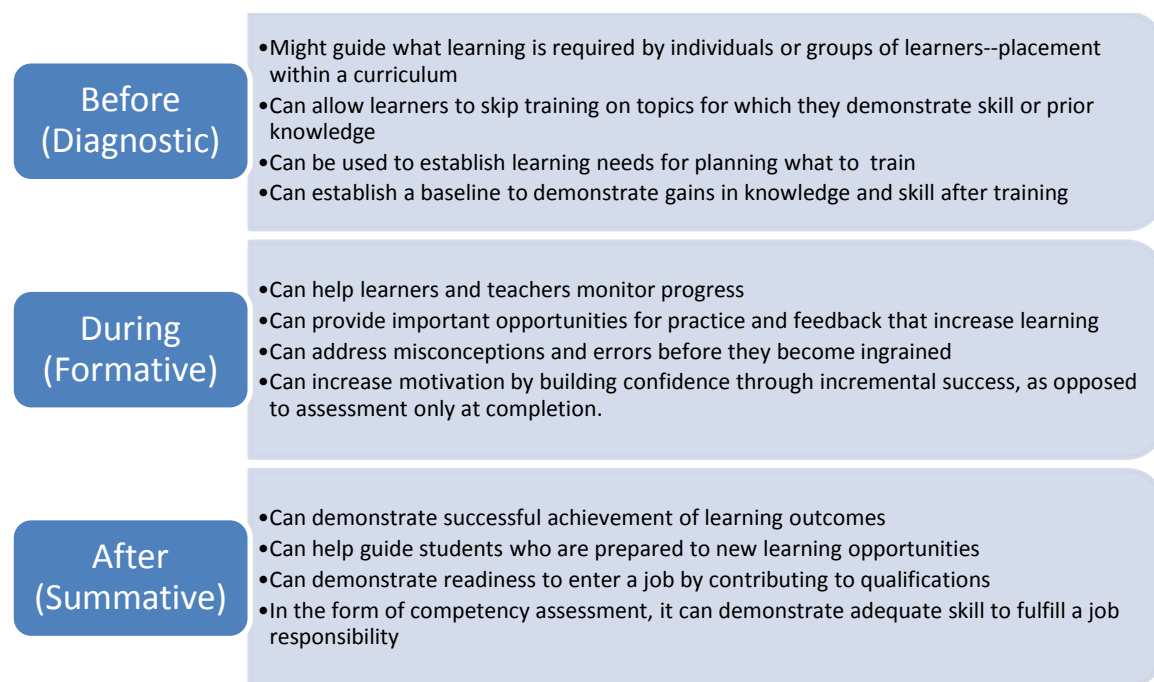 Before
(Diagnostic)
•Might guide what learning is required by individuals or groups of learners--placement
within a curriculum
•Can allow learners to skip training on topics for which they demonstrate skill or prior
knowledge
•Can be used to establish learning needs for planning what to train
•Can establish a baseline to demonstrate gains in knowledge and skill after training
During
(Formative)
•Can help learners and teachers monitor progress
•Can provide important opportunities for practice and feedback that increase learning
•Can address misconceptions and errors before they become ingrained
•Can increase motivation by building confidence through incremental success, as opposed
to assessment only at completion.
After
(Summative)
•Can demonstrate successful achievement of learning outcomes
•Can help guide students who are prepared to new learning opportunities
•Can demonstrate readiness to enter a job by contributing to qualifications
•In the form of competency assessment, it can demonstrate adequate skill to fulfill a job
responsibility